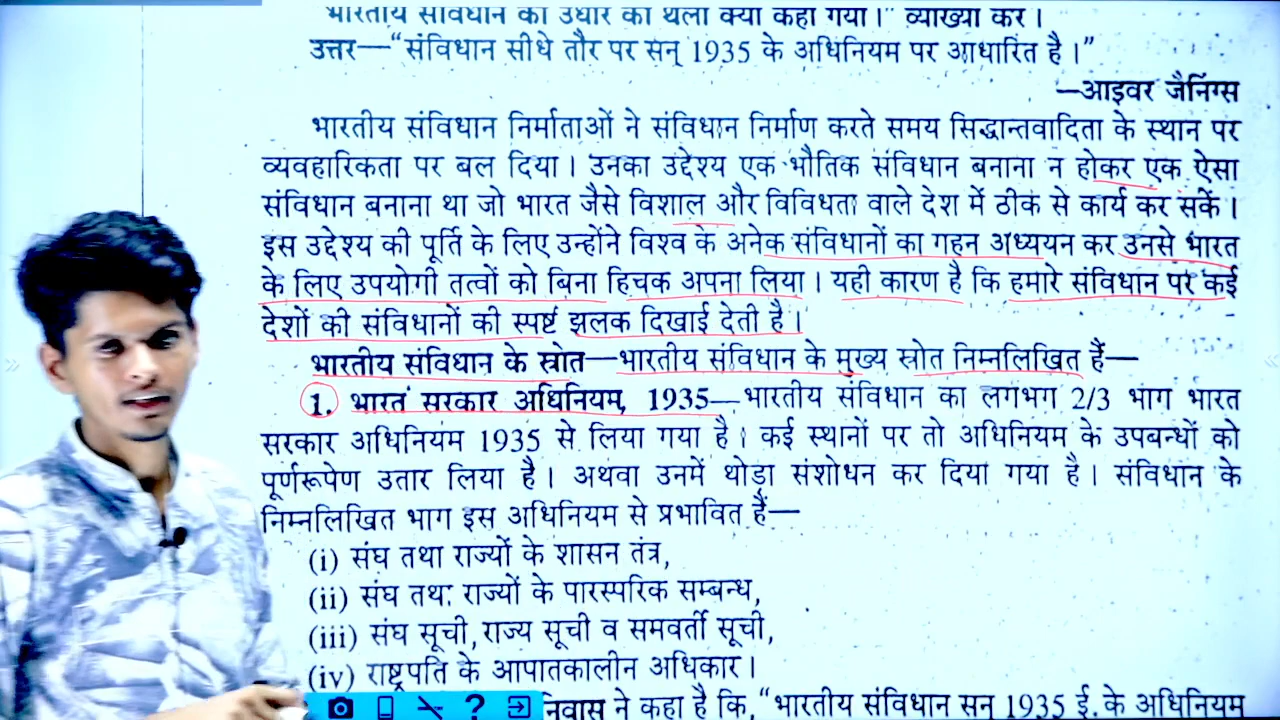 भारतीय संविधान को उधार का थैला क्या कहा गया।" व्याख्या करें।
उत्तर—“संविधान सीधे तौर पर सन् 1935 के अधिनियम पर आधारित है।”
—आइवर जैनिंग्स
भारतीय संविधान निर्माताओं ने संविधान निर्माण करते समय सिद्धान्तवादिता के स्थान पर
व्यवहारिकता पर बल दिया। उनका उद्देश्य एक भौतिक संविधान बनाना न होकर एक ऐसा
संविधान बनाना था जो भारत जैसे विशाल और विविधता वाले देश में ठीक से कार्य कर सकें।
इस उद्देश्य की पूर्ति के लिए उन्होंने विश्व के अनेक संविधानों का गहन अध्ययन कर उनसे भारत
के लिए उपयोगी तत्वों को बिना हिचक अपना लिया। यही कारण है कि हमारे संविधान पर कई
देशों की संविधानों की स्पष्ट झलक दिखाई देती है।
भारतीय संविधान के स्रोत—भारतीय संविधान के मुख्य स्रोत निम्नलिखित हैं—
1. भारत सरकार अधिनियम, 1935—भारतीय संविधान का लगभग 2/3 भाग भारत
सरकार अधिनियम 1935 से लिया गया है। कई स्थानों पर तो अधिनियम के उपबन्धों को
पूर्णरूपेण उतार लिया है। अथवा उनमें थोड़ा संशोधन कर दिया गया है। संविधान के
निम्नलिखित भाग इस अधिनियम से प्रभावित हैं—
(i) संघ तथा राज्यों के शासन तंत्र,
(ii) संघ तथा राज्यों के पारस्परिक सम्बन्ध,
(iii) संघ सूची, राज्य सूची व समवर्ती सूची,
(iv) राष्ट्रपति के आपातकालीन अधिकार।
निवास ने कहा है कि, “भारतीय संविधान सन् 1935 ई. के अधिनियम